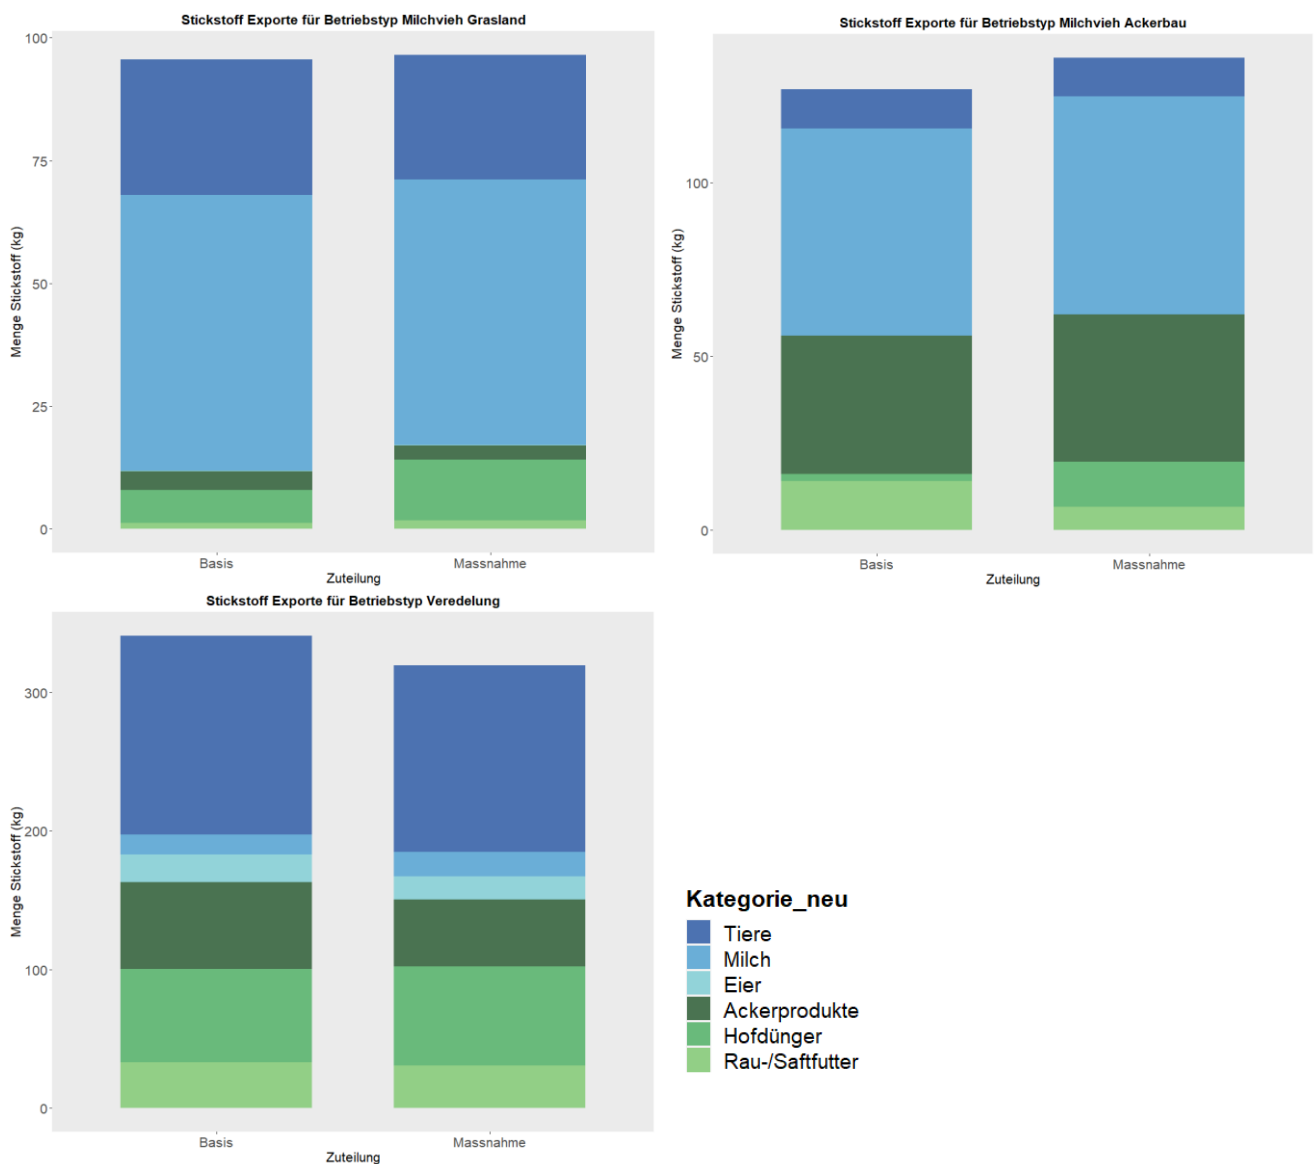 Stickstoff Exporte für Betriebstyp Milchvieh Grasland
Menge Stickstoff (kg)
100
75
50
25
0
Basis
Massnahme
Zuteilung
Stickstoff Exporte für Betriebstyp Milchvieh Ackerbau
Menge Stickstoff (kg)
100
50
0
Basis
Massnahme
Zuteilung
Stickstoff Exporte für Betriebstyp Veredelung
Menge Stickstoff (kg)
300
200
100
0
Basis
Massnahme
Zuteilung
Kategorie_neu
Tiere
Milch
Eier
Ackerprodukte
Hofdünger
Rau-/Saftfutter